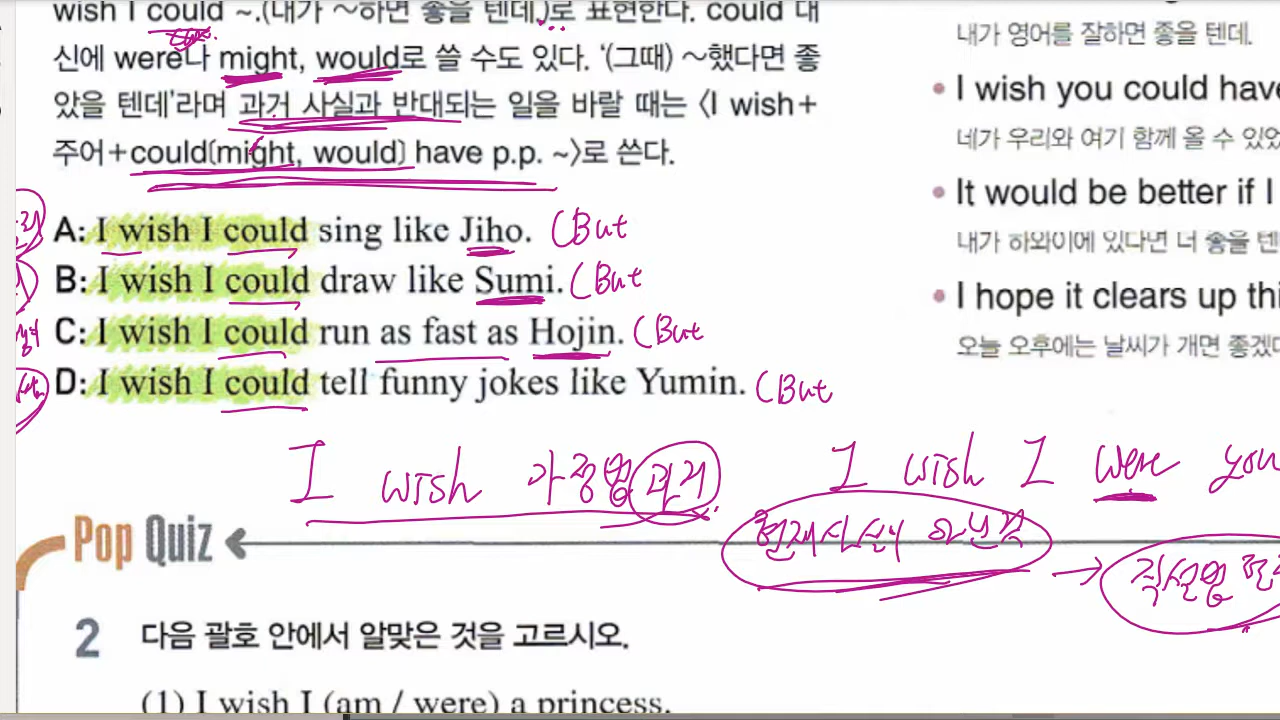 wish I could ~.(내가 ~하면 좋을 텐데.)로 표현한다. could 대
신에 were나 might, would로 쓸 수도 있다. ‘(그때) ~했다면 좋
았을 텐데’라며 과거 사실과 반대되는 일을 바랄 때는 〈I wish+
주어+could(might, would) have p.p. ~〉로 쓴다.
A: I wish I could sing like Jiho. (But
B: I wish I could draw like Sumi. (But
C: I wish I could run as fast as Hojin. (But
D: I wish I could tell funny jokes like Yumin. (But
내가 영어를 잘하면 좋을 텐데.
I wish you could have
네가 우리와 여기 함께 올 수 있었
It would be better if I
내가 하와이에 있다면 더 좋을 텐
I hope it clears up thi
오늘 오후에는 날씨가 개면 좋겠다
I wish 가정법 과거
I wish I were you
현재사실이 아닌것
→ 직설법 현
Pop Quiz
2 다음 괄호 안에서 알맞은 것을 고르시오.
(1) I wish I (am / were) a princess.